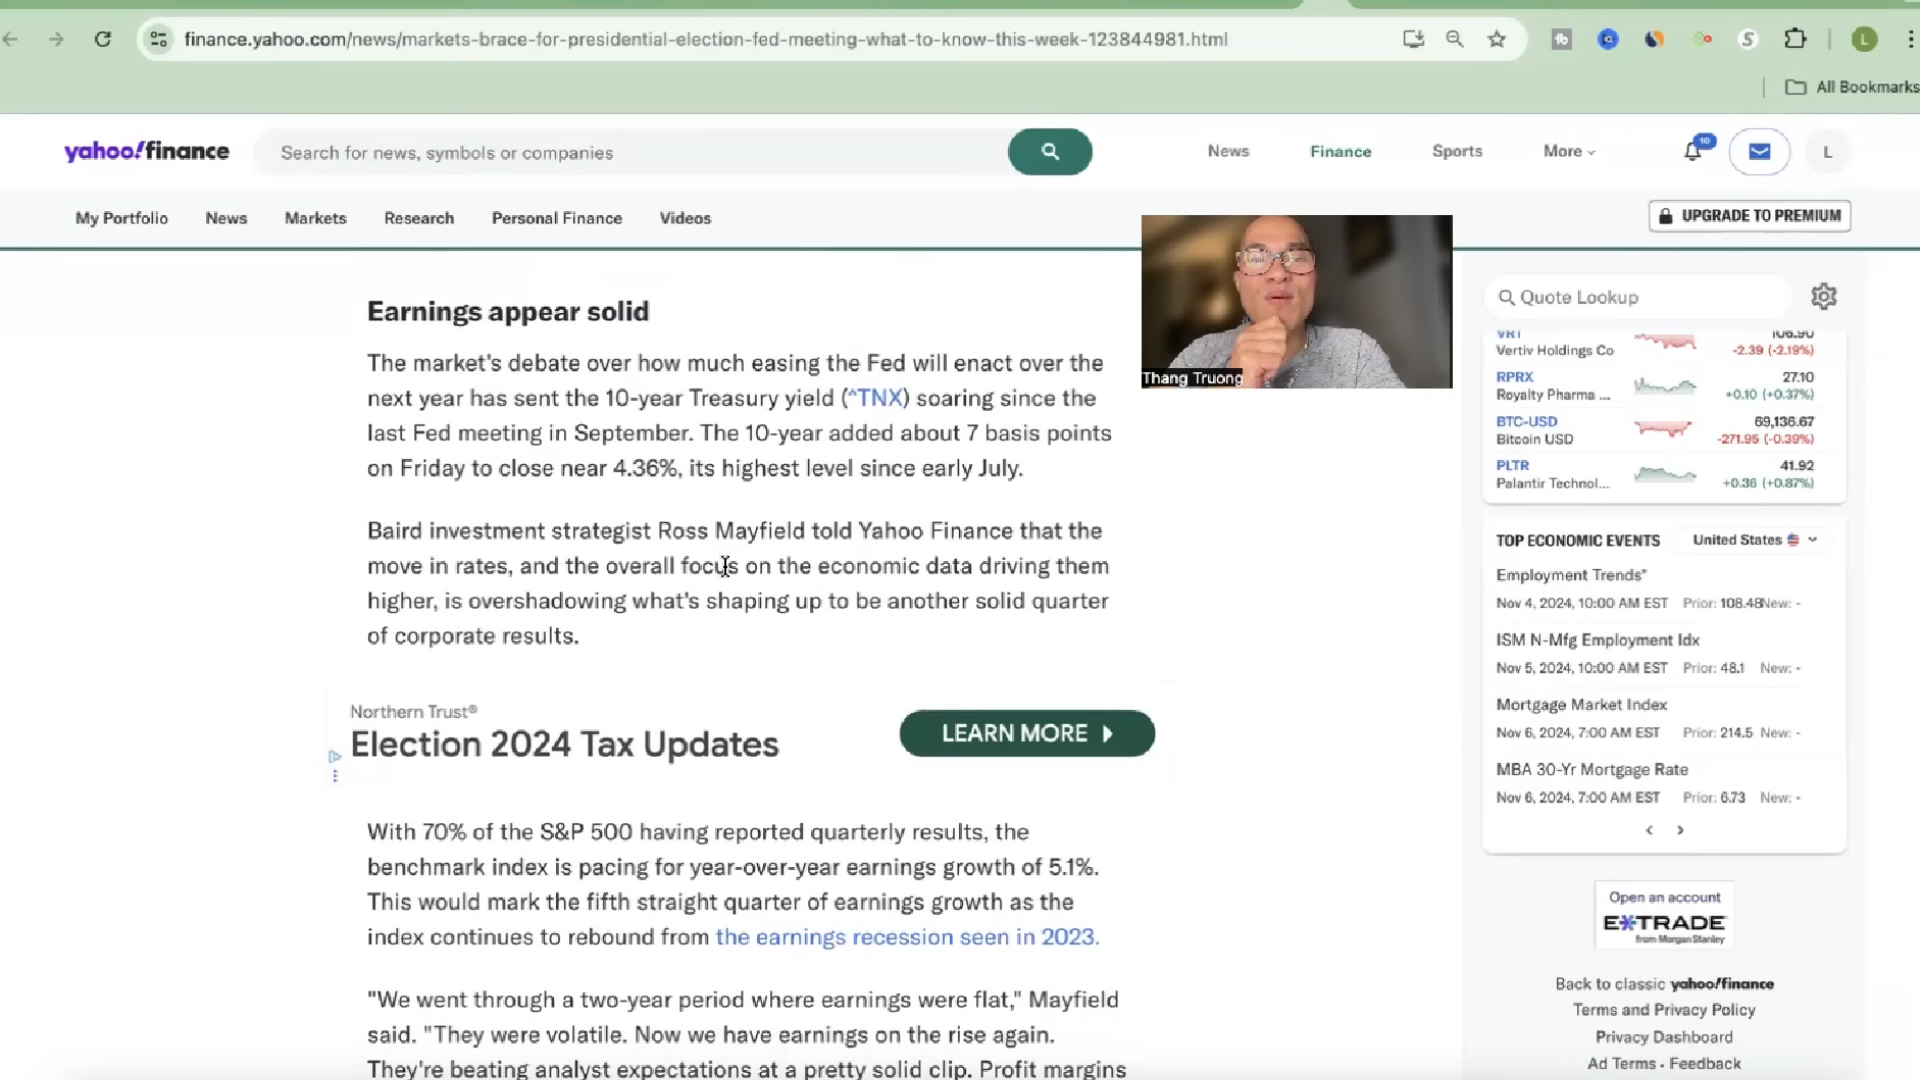 finance.yahoo.com/news/markets-brace-for-presidential-election-fed-meeting-what-to-know-this-week-123844981.html
L
All Bookmarks
yahoo!finance
Search for news, symbols or companies
News
Finance
Sports
More
10
L
My Portfolio
News
Markets
Research
Personal Finance
Videos
UPGRADE TO PREMIUM
Thang Truong
Earnings appear solid
The market's debate over how much easing the Fed will enact over the
next year has sent the 10-year Treasury yield (^TNX) soaring since the
last Fed meeting in September. The 10-year added about 7 basis points
on Friday to close near 4.36%, its highest level since early July.
Baird investment strategist Ross Mayfield told Yahoo Finance that the
move in rates, and the overall focus on the economic data driving them
higher, is overshadowing what's shaping up to be another solid quarter
of corporate results.
Northern Trust®
Election 2024 Tax Updates
LEARN MORE
With 70% of the S&P 500 having reported quarterly results, the
benchmark index is pacing for year-over-year earnings growth of 5.1%.
This would mark the fifth straight quarter of earnings growth as the
index continues to rebound from the earnings recession seen in 2023.
"We went through a two-year period where earnings were flat," Mayfield
said. "They were volatile. Now we have earnings on the rise again.
They're beating analyst expectations at a pretty solid clip. Profit margins
Quote Lookup
VRT 106.90
Vertiv Holdings Co -2.39 (-2.19%)
RPRX 27.10
Royalty Pharma ... +0.10 (+0.37%)
BTC-USD 69,136.67
Bitcoin USD -271.95 (-0.39%)
PLTR 41.92
Palantir Technol... +0.36 (+0.87%)
TOP ECONOMIC EVENTS United States
Employment Trends*
Nov 4, 2024, 10:00 AM EST Prior: 108.48 New: -
ISM N-Mfg Employment Idx
Nov 5, 2024, 10:00 AM EST Prior: 48.1 New: -
Mortgage Market Index
Nov 6, 2024, 7:00 AM EST Prior: 214.5 New: -
MBA 30-Yr Mortgage Rate
Nov 6, 2024, 7:00 AM EST Prior: 6.73 New: -
Open an account
E*TRADE
from Morgan Stanley
Back to classic yahoo!finance
Terms and Privacy Policy
Privacy Dashboard
Ad Terms • Feedback